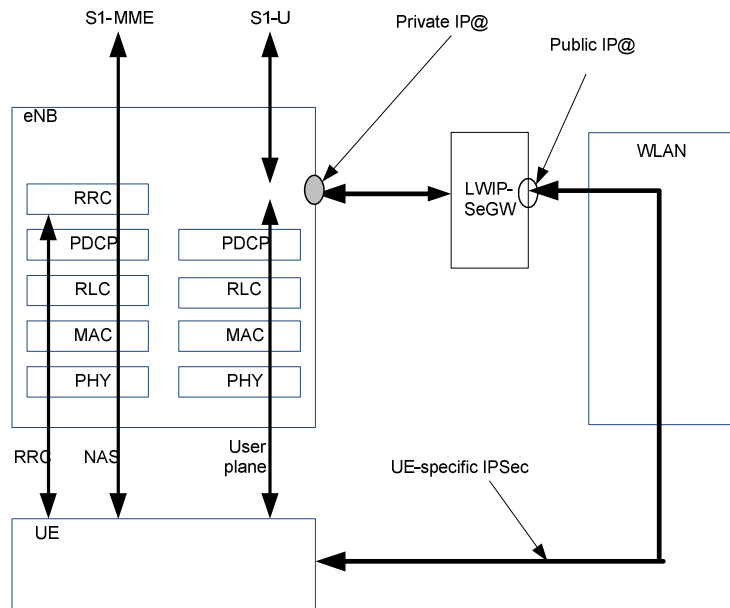 S1-MME
S1-U
Private IP@
Public IP@
eNB
WLAN
LWIP-
SeGW
RRC
PDCP
RLC
MAC
PHY
PDCP
RLC
MAC
PHY
RRC
NAS
User
plane
UE-specific IPSec
UE